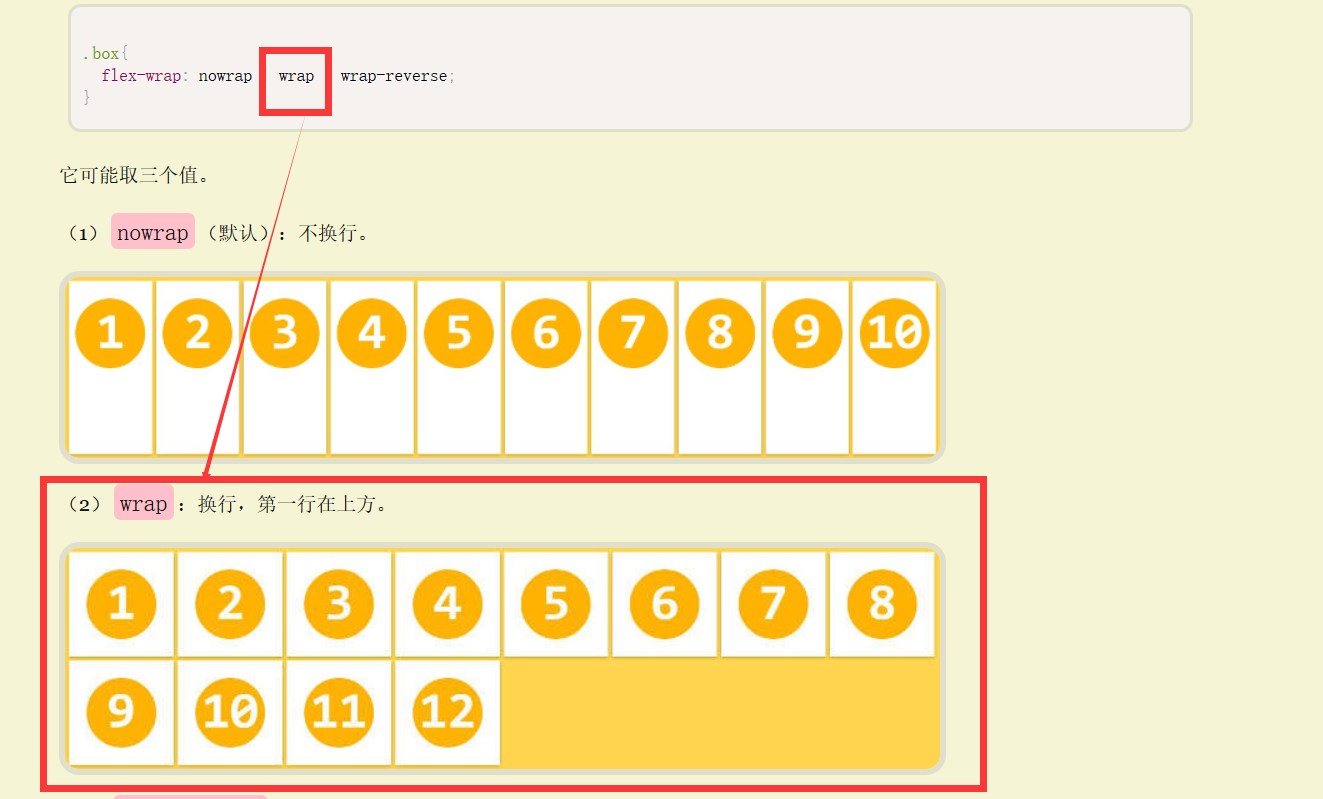 .box{
flex-wrap: nowrap wrap wrap-reverse;
}
它可能取三个值。
（1） nowrap （默认）：不换行。
1 2 3 4 5 6 7 8 9 10
（2） wrap ：换行，第一行在上方。
1 2 3 4 5 6 7 8
9 10 11 12